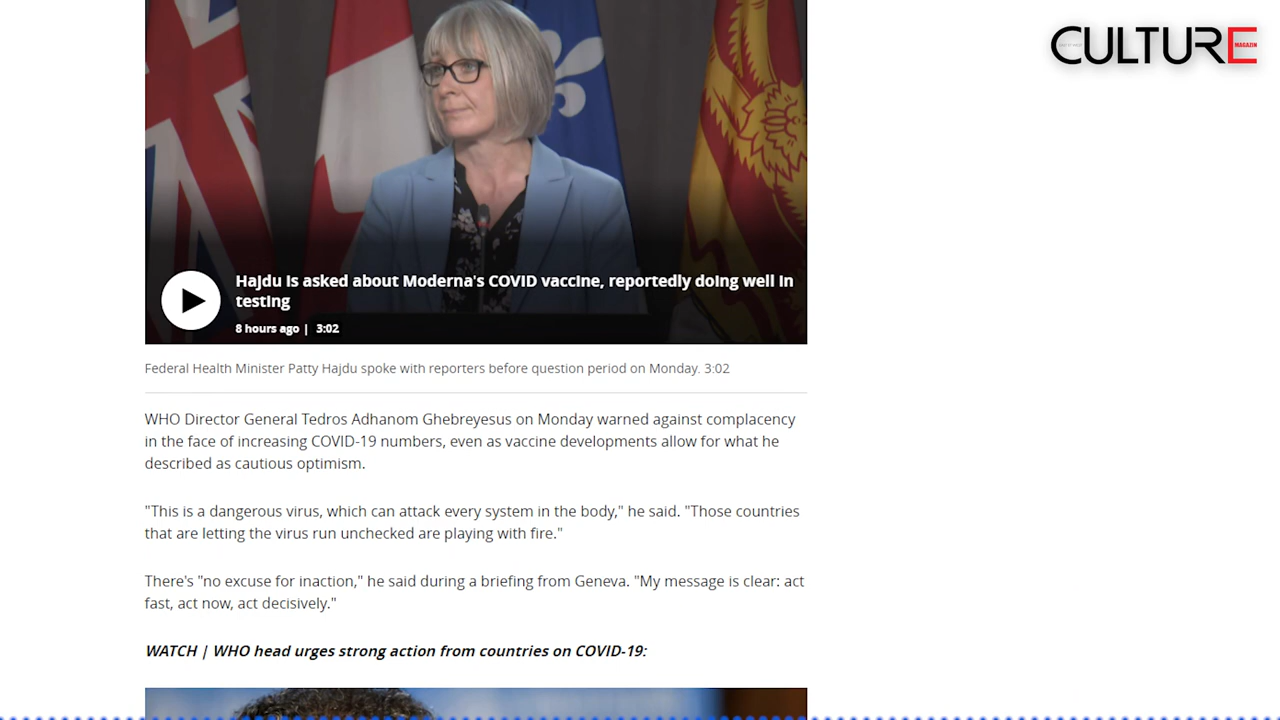 CULTURE
MAGAZIN
Hajdu is asked about Moderna's COVID vaccine, reportedly doing well in
testing
8 hours ago | 3:02
Federal Health Minister Patty Hajdu spoke with reporters before question period on Monday. 3:02
WHO Director General Tedros Adhanom Ghebreyesus on Monday warned against complacency
in the face of increasing COVID-19 numbers, even as vaccine developments allow for what he
described as cautious optimism.
"This is a dangerous virus, which can attack every system in the body," he said. "Those countries
that are letting the virus run unchecked are playing with fire."
There's "no excuse for inaction," he said during a briefing from Geneva. "My message is clear: act
fast, act now, act decisively."
WATCH | WHO head urges strong action from countries on COVID-19: